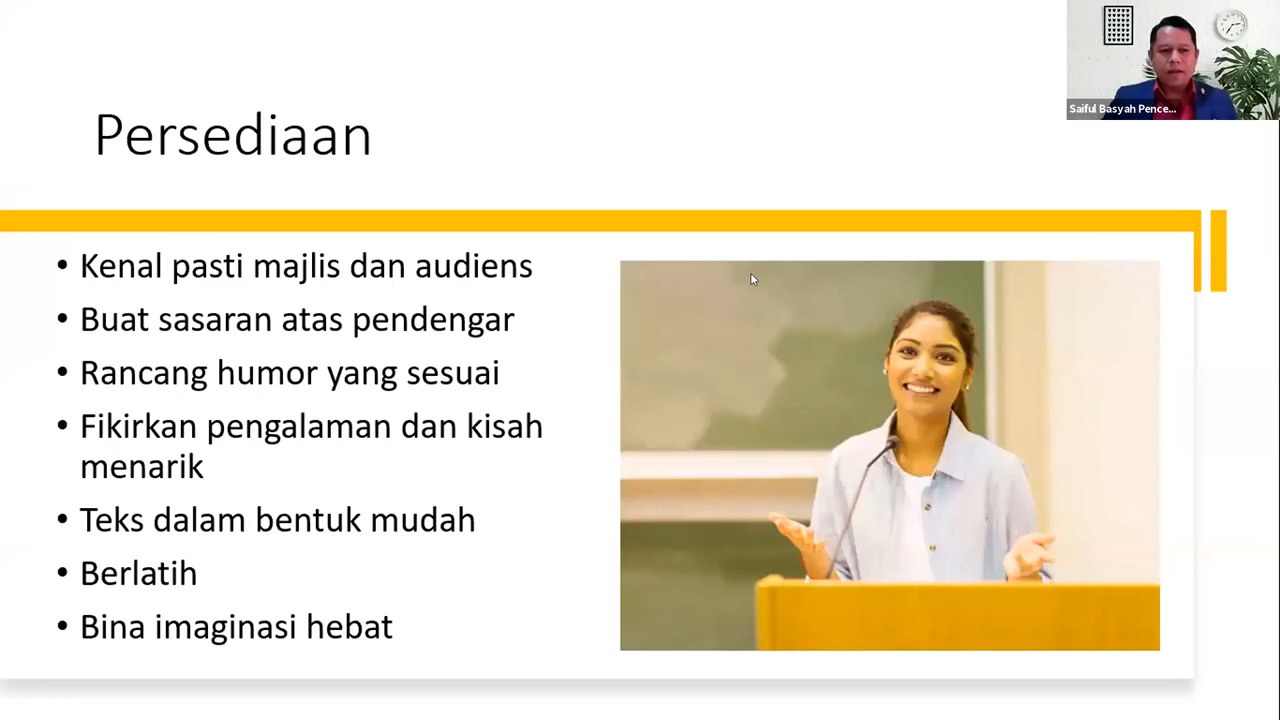 Persediaan
Saiful Basyah Pence...
• Kenal pasti majlis dan audiens
• Buat sasaran atas pendengar
• Rancang humor yang sesuai
• Fikirkan pengalaman dan kisah
menarik
• Teks dalam bentuk mudah
• Berlatih
• Bina imaginasi hebat